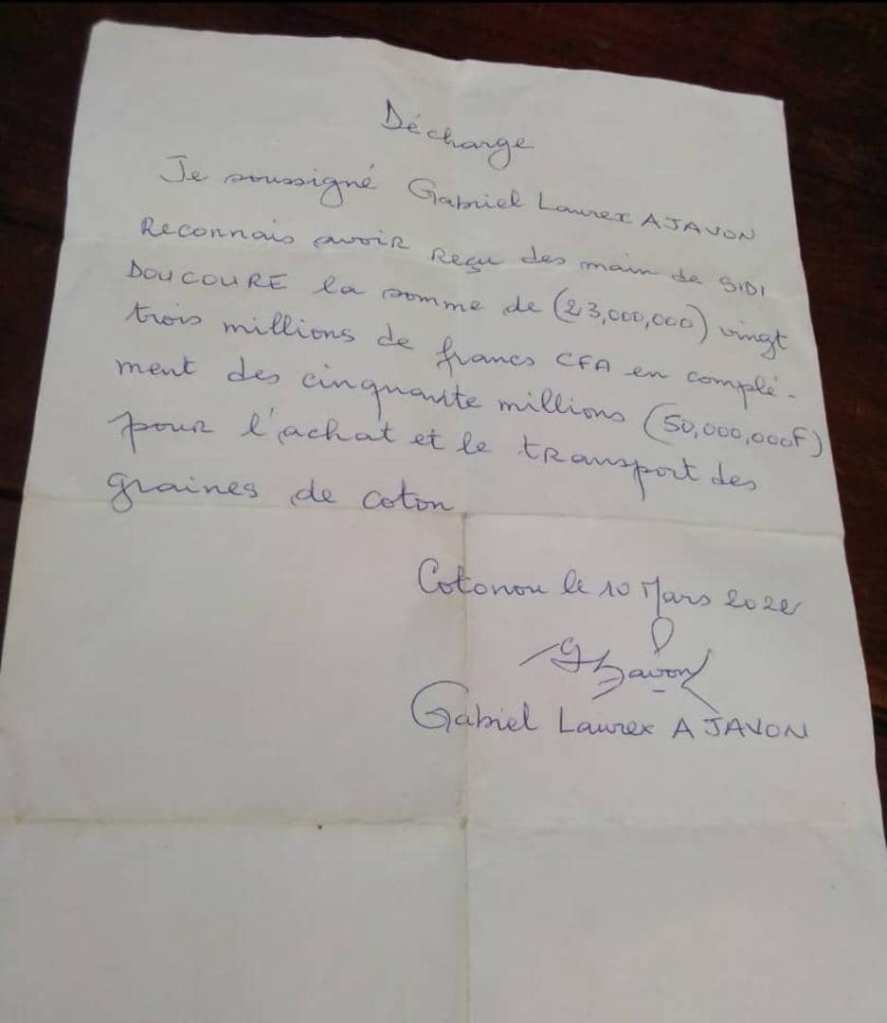 Décharge
Je soussigné Gabriel Laurex AJAVON
Reconnais avoir Reçu des main de SIDI
DOUCOURE la somme de (23,000,000) vingt
trois millions de francs CFA en complé-
ment des cinquante millions (50,000,000F)
pour l'achat et le transport des
graines de coton
Cotonou le 10 Mars 2022
Gabriel Laurex AJAVON